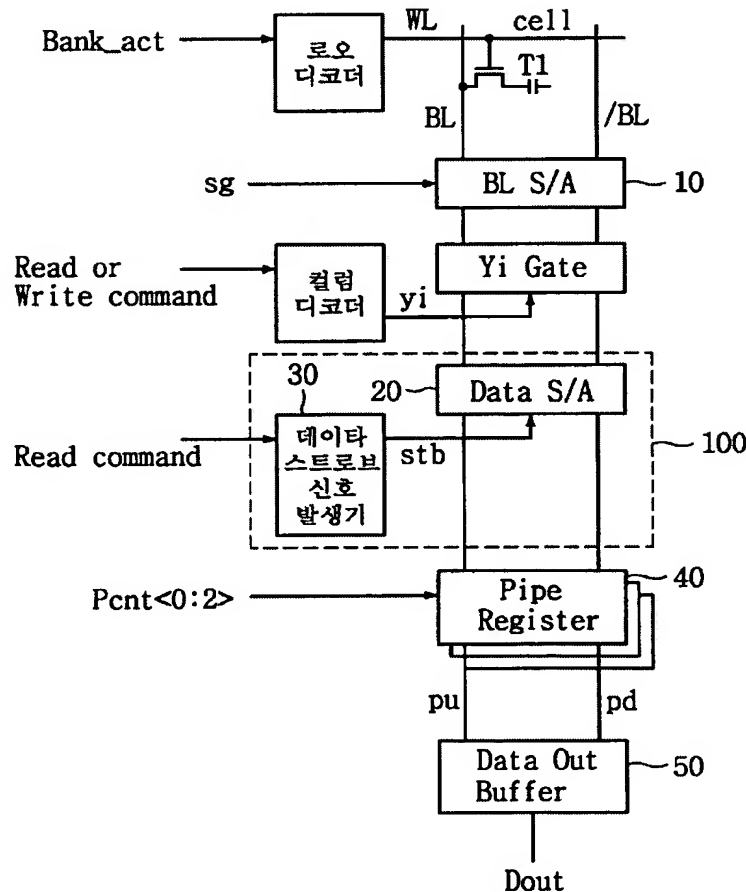 WL
cell
Bank_act
로오
디코더
T1
BL
/BL
sg
BL S/A
10
Read or
Write command
컬럼
디코더
yi
Yi Gate
30
20
Data S/A
Read command
데이타
스트로브
신호
발생기
stb
100
Pcnt<0:2>
Pipe
Register
40
pu
pd
Data Out
Buffer
50
Dout